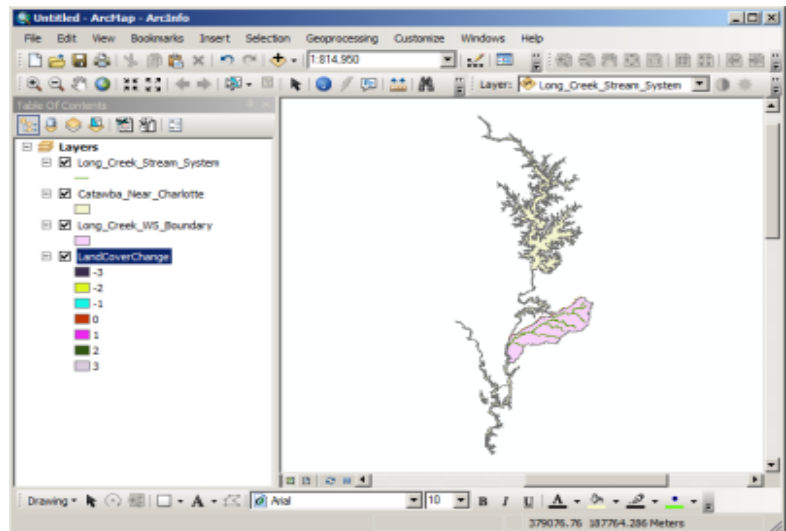 Untitled - ArcMap - ArcInfo
File Edit View Bookmarks Insert Selection Geoprocessing Customize Windows Help
1:814,950
Layer: Long_Creek_Stream_System
Table Of Contents
Layers
Long_Creek_Stream_System
Catawba_Near_Charlotte
Long_Creek_WS_Boundary
LandCoverChange
-3
-2
-1
0
1
2
3
Drawing A Arial 10 B I U A
379076.76 187764.286 Meters